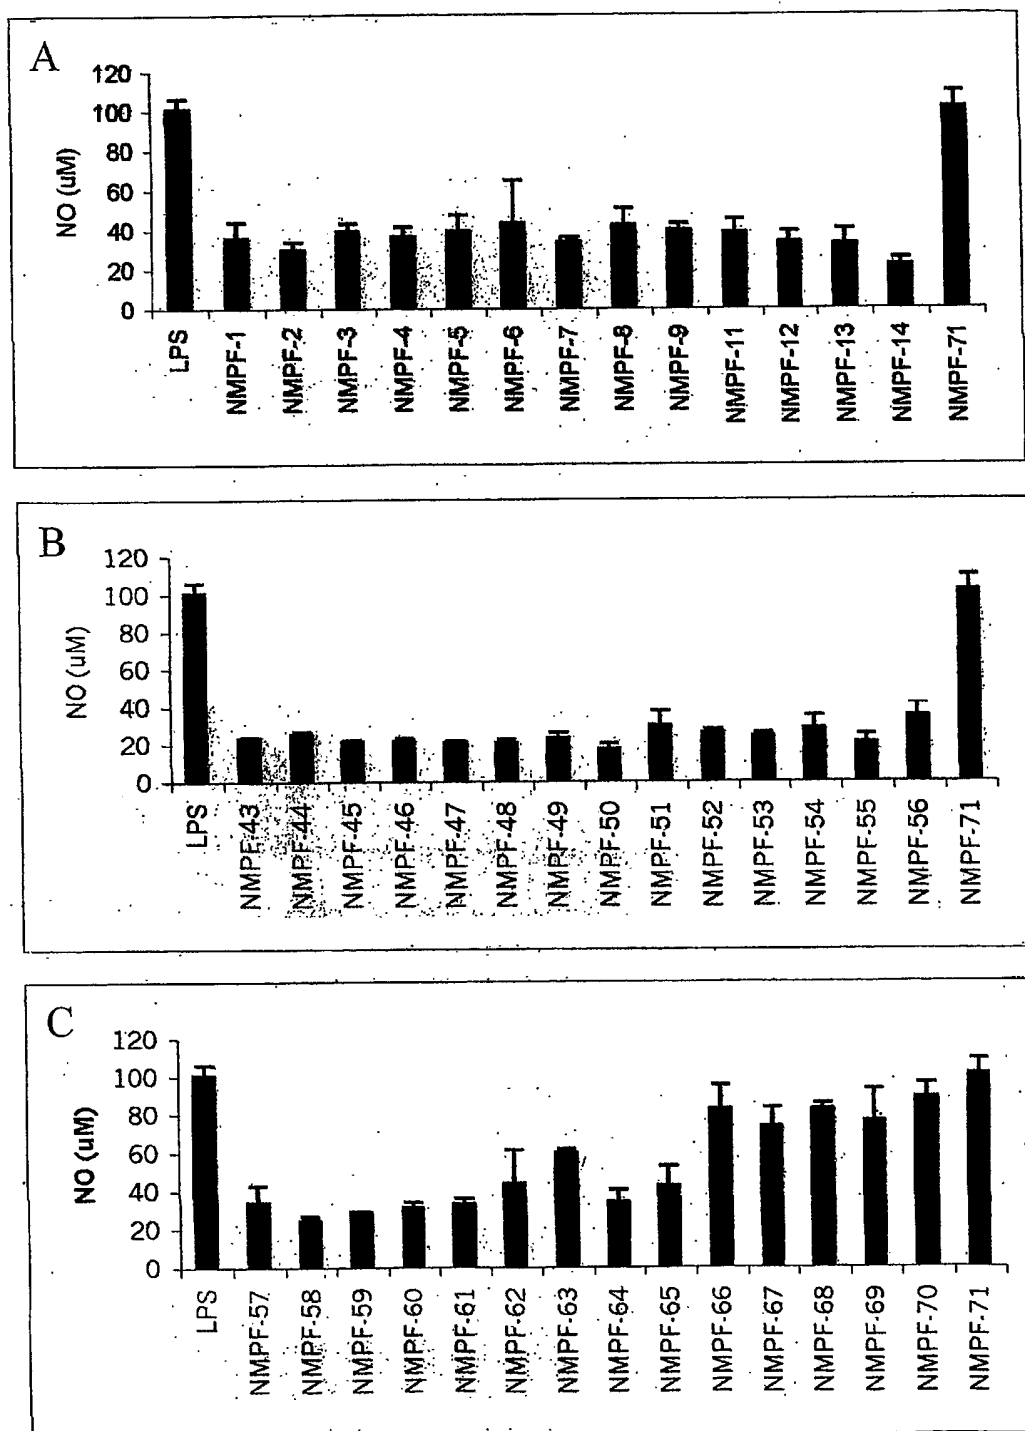 A
NO (uM)
120
100
80
60
40
20
0
LPS
NMPF-1
NMPF-2
NMPF-3
NMPF-4
NMPF-5
NMPF-6
NMPF-7
NMPF-8
NMPF-9
NMPF-11
NMPF-12
NMPF-13
NMPF-14
NMPF-71
B
NO (uM)
120
100
80
60
40
20
0
LPS
NMPF-43
NMPF-44
NMPF-45
NMPF-46
NMPF-47
NMPF-48
NMPF-49
NMPF-50
NMPF-51
NMPF-52
NMPF-53
NMPF-54
NMPF-55
NMPF-56
NMPF-71
C
NO (uM)
120
100
80
60
40
20
0
LPS
NMPF-57
NMPF-58
NMPF-59
NMPF-60
NMPF-61
NMPF-62
NMPF-63
NMPF-64
NMPF-65
NMPF-66
NMPF-67
NMPF-68
NMPF-69
NMPF-70
NMPF-71